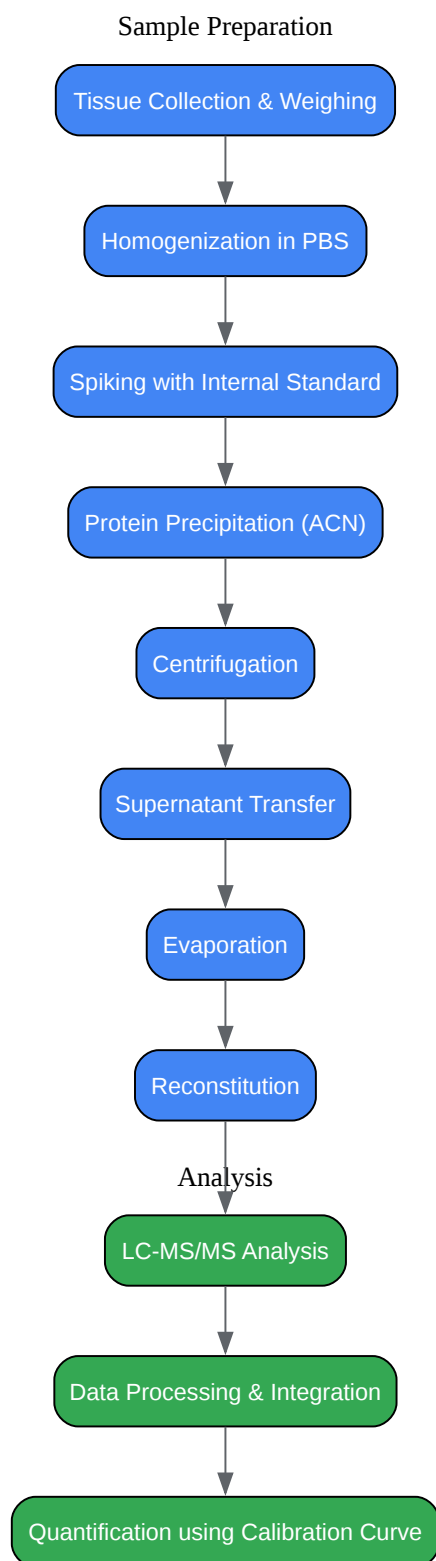 Sample Preparation
Tissue Collection & Weighing
Homogenization in PBS
Spiking with Internal Standard
Protein Precipitation (ACN)
Centrifugation
Supernatant Transfer
Evaporation
Reconstitution
Analysis
LC-MS/MS Analysis
Data Processing & Integration
Quantification using Calibration Curve